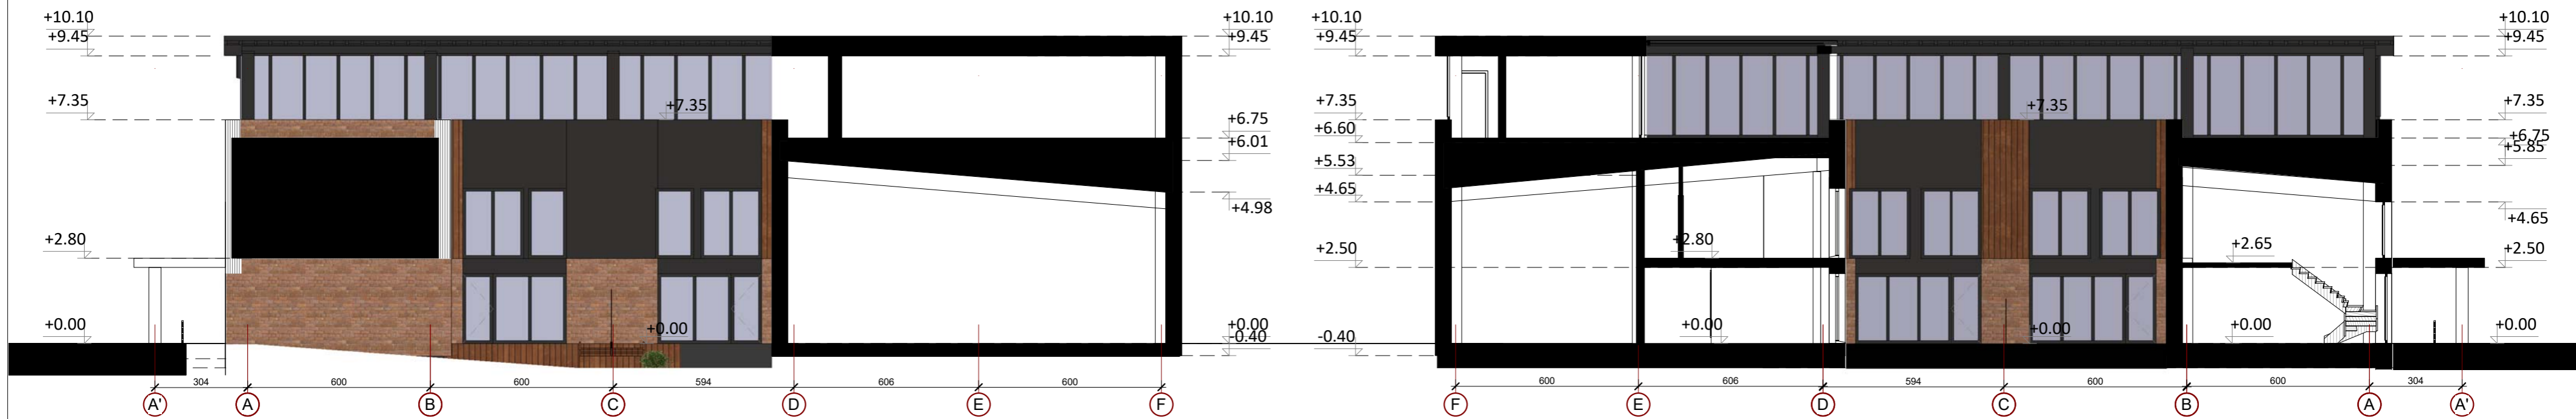 +10.10 +10.10 +10.10 +10.10
+9.45 +9.45 +9.45 +9.45
+7.35 +7.35 +7.35 +7.35 +7.35
+6.75 +6.60 +6.75
+6.01 +5.53 +5.85
+4.98 +4.65 +4.65
+2.80 +2.50 +2.80 +2.65 +2.50
+0.00 +0.00 +0.00 +0.00 +0.00 +0.00 +0.00
-0.40 -0.40
304 600 600 594 606 600 600 606 594 600 600 304
A' A B C D E F F E D C B A A'